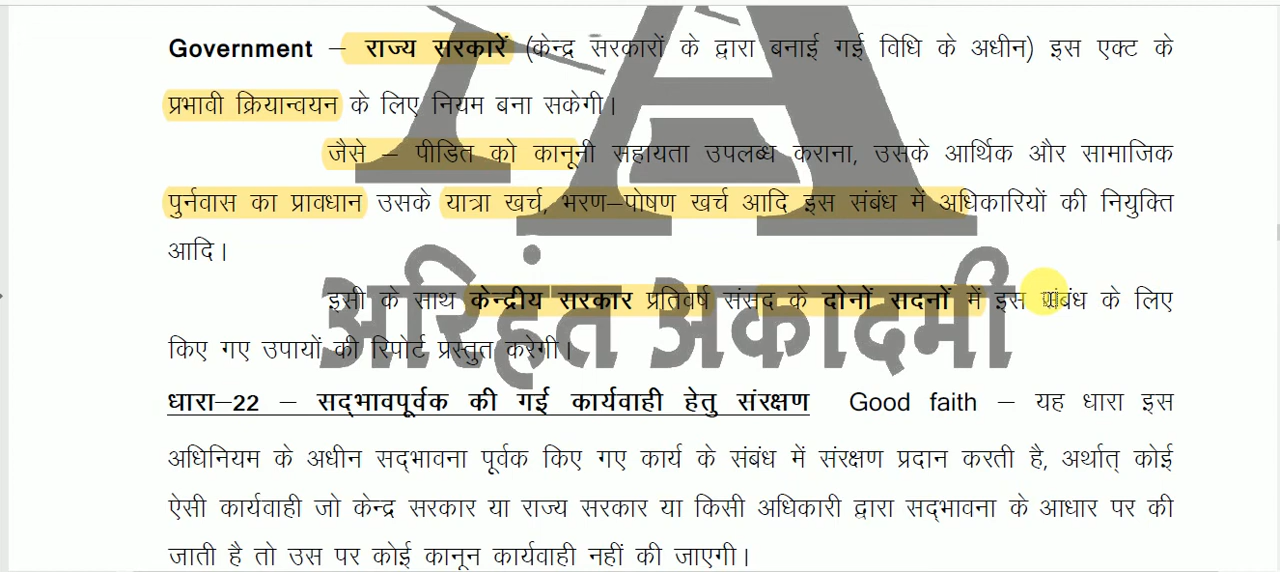 Government – राज्य सरकारें (केन्द्र सरकारों के द्वारा बनाई गई विधि के अधीन) इस एक्ट के
प्रभावी क्रियान्वयन के लिए नियम बना सकेगी।
जैसे – पीडित को कानूनी सहायता उपलब्ध कराना, उसके आर्थिक और सामाजिक
पुर्नवास का प्रावधान उसके यात्रा खर्च, भरण–पोषण खर्च आदि इस संबंध में अधिकारियों की नियुक्ति
आदि।
इसी के साथ केन्द्रीय सरकार प्रतिवर्ष संसद के दोनों सदनों में इस संबंध के लिए
किए गए उपायों की रिपोर्ट प्रस्तुत करेगी।
अरिहंत अकादमी
धारा–22 – सद्भावपूर्वक की गई कार्यवाही हेतु संरक्षण Good faith – यह धारा इस
अधिनियम के अधीन सद्भावना पूर्वक किए गए कार्य के संबंध में संरक्षण प्रदान करती है, अर्थात् कोई
ऐसी कार्यवाही जो केन्द्र सरकार या राज्य सरकार या किसी अधिकारी द्वारा सद्भावना के आधार पर की
जाती है तो उस पर कोई कानून कार्यवाही नहीं की जाएगी।